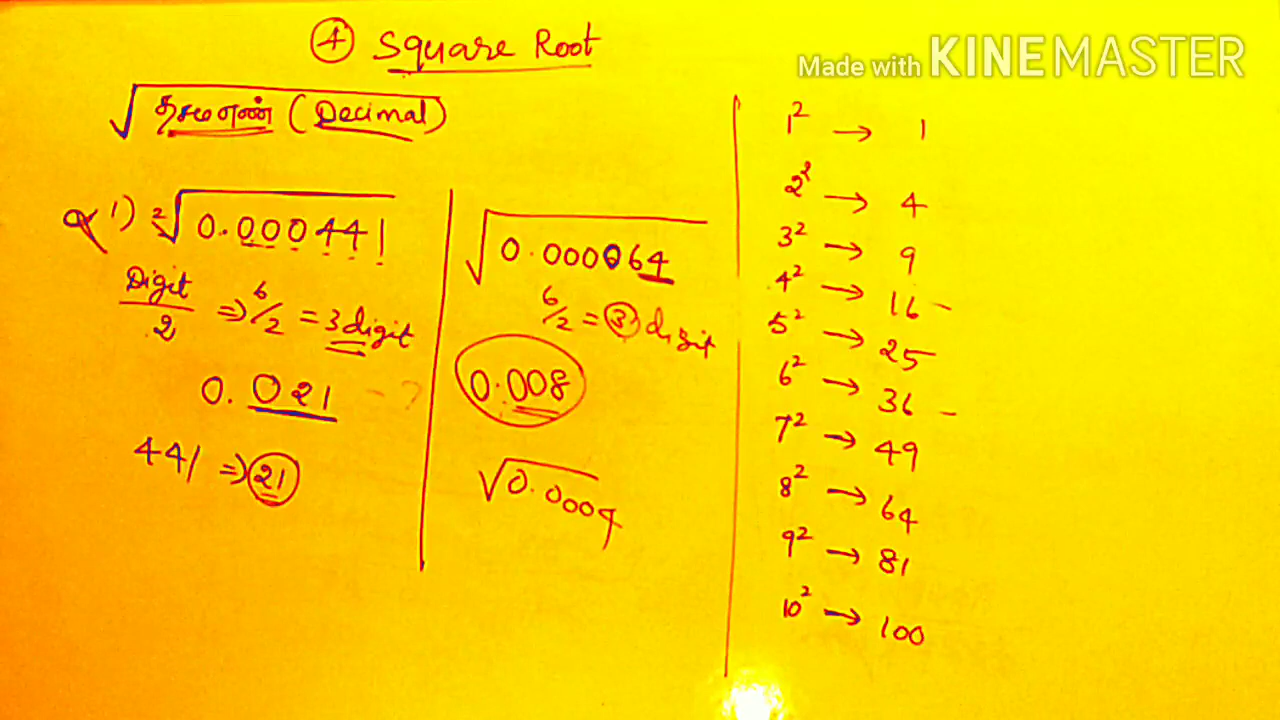 ④ Square Root
Made with KINEMASTER
√தசமஎண் (Decimal)
Q 1) ²√0.000441
Digit/2 ⇒ 6/2 = 3 digit
0.021 - ?
441 ⇒ 21
√0.000064
6/2 = 3 digit
0.008
√0.0009
1² → 1
2² → 4
3² → 9
4² → 16 -
5² → 25
6² → 36 -
7² → 49
8² → 64
9² → 81
10² → 100